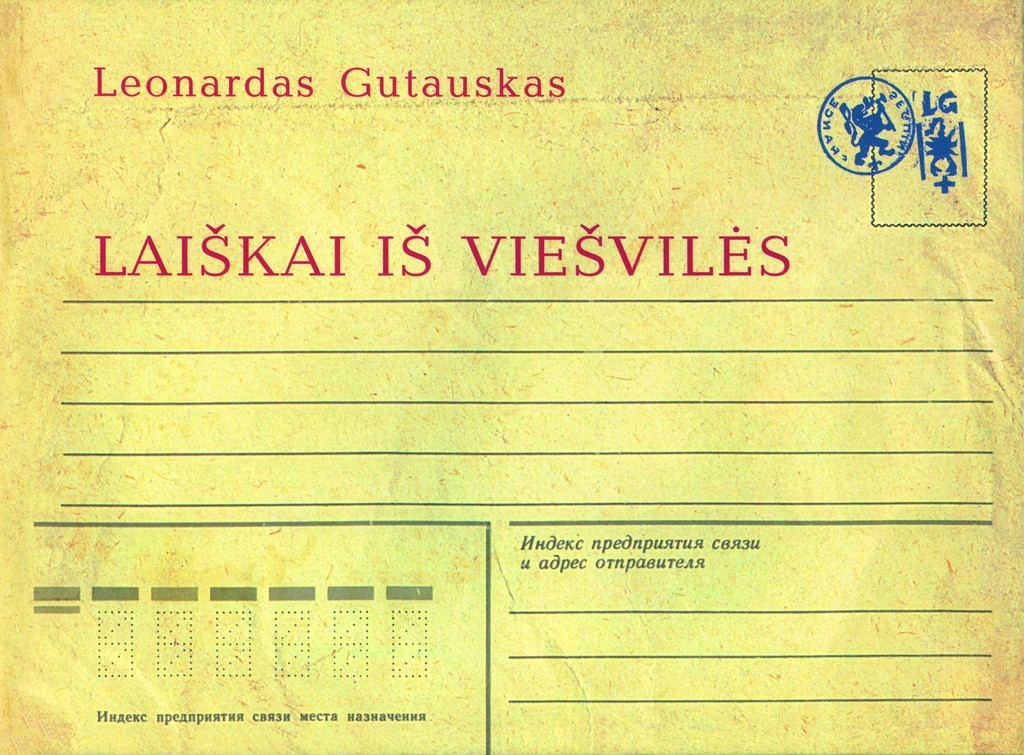 Leonardas Gutauskas
LG
LAIŠKAI IŠ VIEŠVILĖS
Индекс предприятия связи
и адрес отправителя
Индекс предприятия связи места назначения